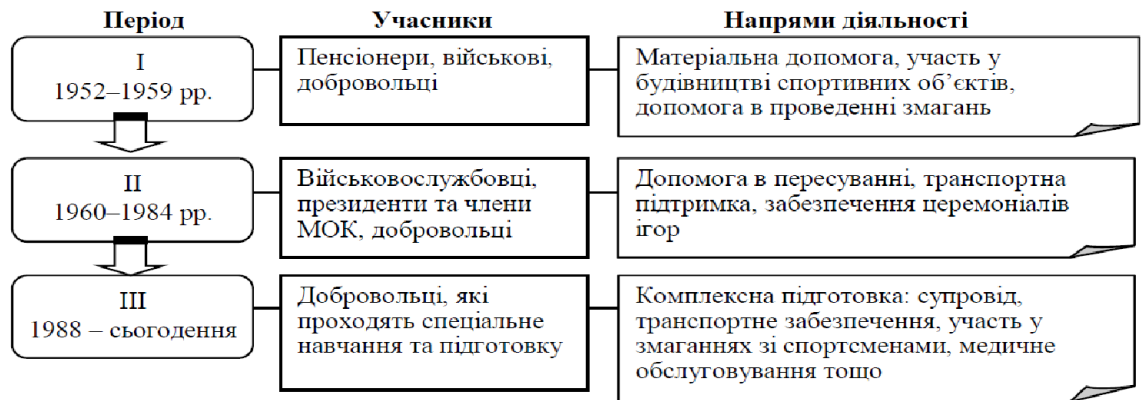 Період
Учасники
Напрями діяльності
І
1952–1959 рр.
Пенсіонери, військові,
добровольці
Матеріальна допомога, участь у
будівництві спортивних об’єктів,
допомога в проведенні змагань
ІІ
1960–1984 рр.
Військовослужбовці,
президенти та члени
МОК, добровольці
Допомога в пересуванні, транспортна
підтримка, забезпечення церемоніалів
ігор
ІІІ
1988 – сьогодення
Добровольці, які
проходять спеціальне
навчання та підготовку
Комплексна підготовка: супровід,
транспортне забезпечення, участь у
змаганнях зі спортсменами, медичне
обслуговування тощо